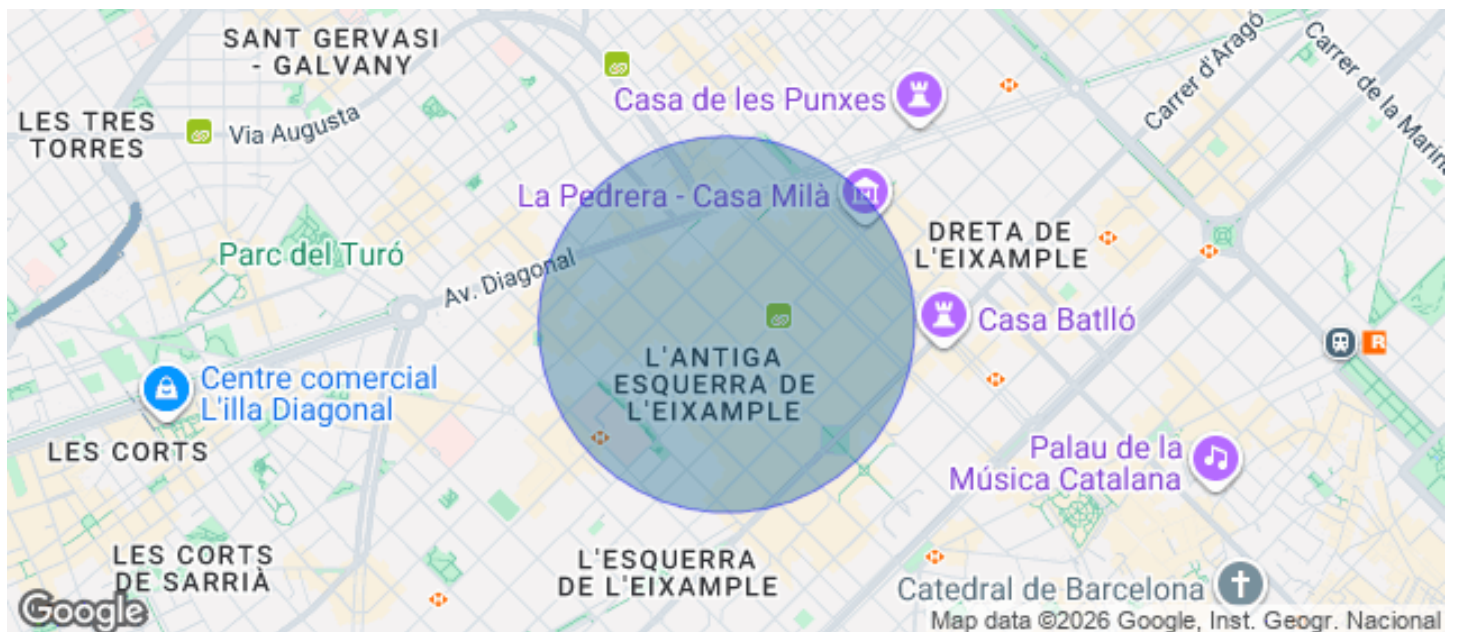 SANT GERVASI
- GALVANY
LES TRES
TORRES
Via Augusta
Casa de les Punxes
Carrer d'Aragó
Carrer de la Marina
La Pedrera - Casa Milà
Parc del Turó
Av. Diagonal
DRETA DE
L'EIXAMPLE
Casa Batlló
L'ANTIGA
ESQUERRA DE
L'EIXAMPLE
Centre comercial
L'illa Diagonal
LES CORTS
Palau de la
Música Catalana
R
LES CORTS
DE SARRIÀ
L'ESQUERRA
DE L'EIXAMPLE
Catedral de Barcelona
Google
Map data ©2026 Google, Inst. Geogr. Nacional